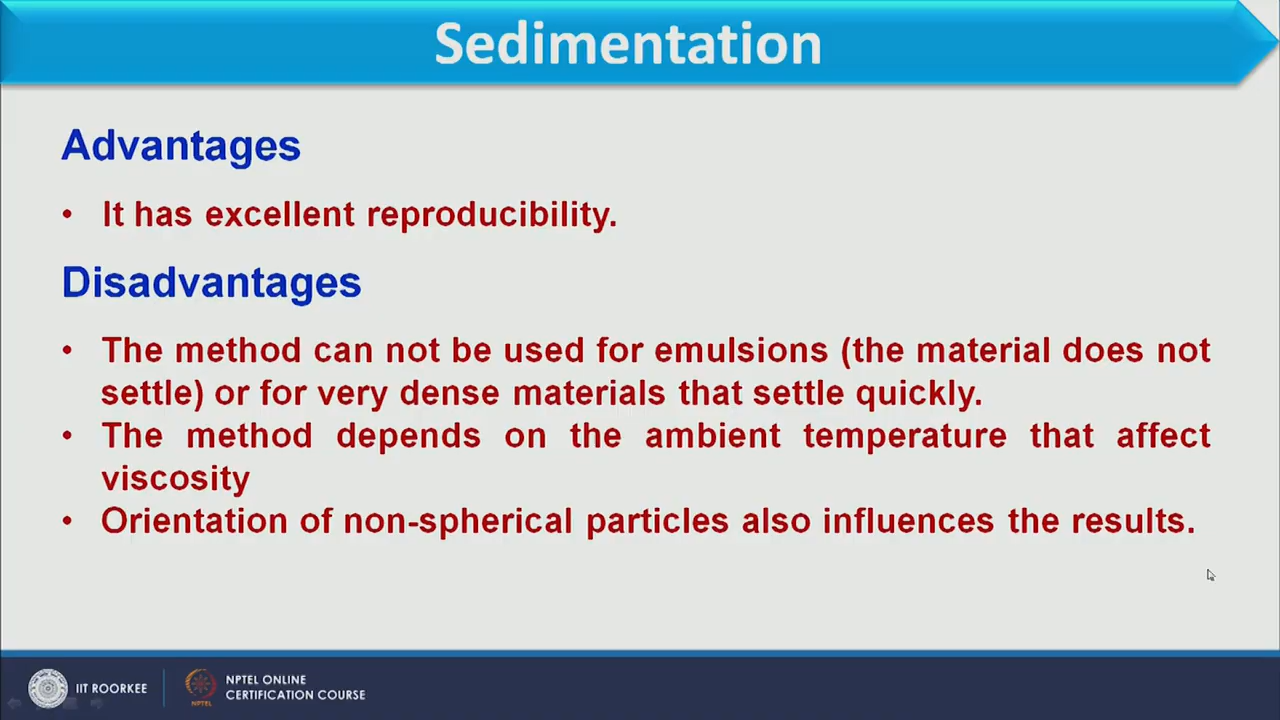 Sedimentation
Advantages
• It has excellent reproducibility.
Disadvantages
• The method can not be used for emulsions (the material does not
settle) or for very dense materials that settle quickly.
• The method depends on the ambient temperature that affect
viscosity
• Orientation of non-spherical particles also influences the results.
IIT ROORKEE
NPTEL
NPTEL ONLINE
CERTIFICATION COURSE